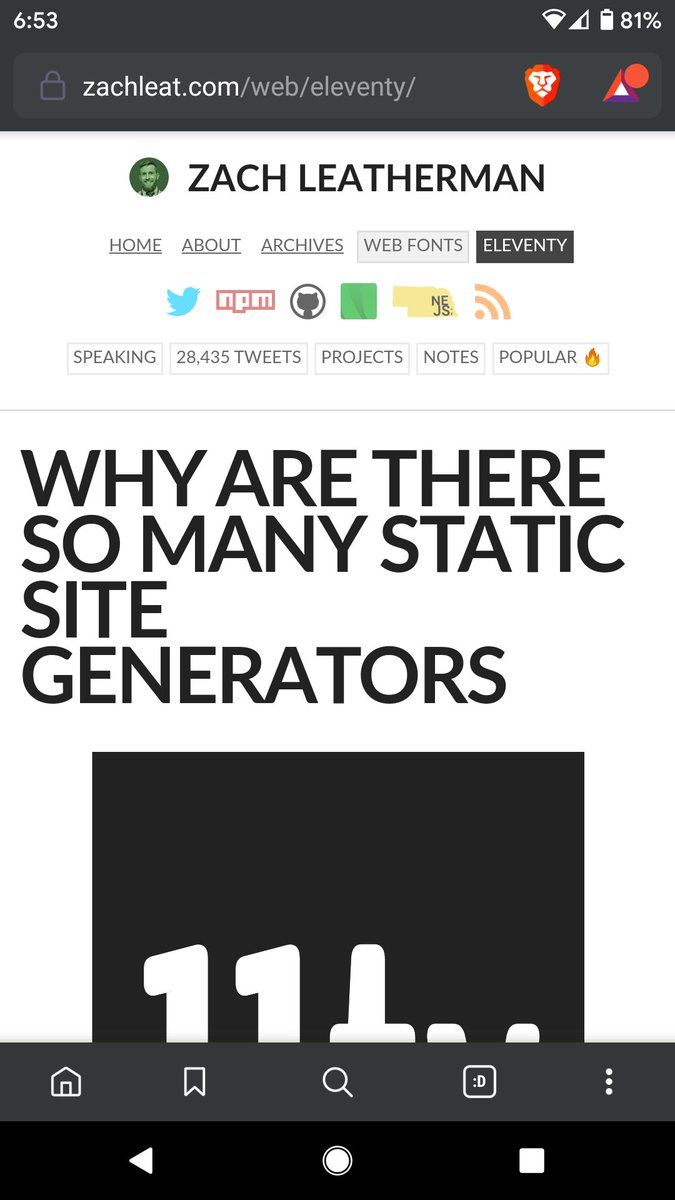 6:53
81%
zachleat.com/web/eleventy/
ZACH LEATHERMAN
HOME ABOUT ARCHIVES WEB FONTS ELEVENTY
npm NE JS.
SPEAKING 28,435 TWEETS PROJECTS NOTES POPULAR 🔥
WHY ARE THERE
SO MANY STATIC
SITE
GENERATORS
11ty
:D